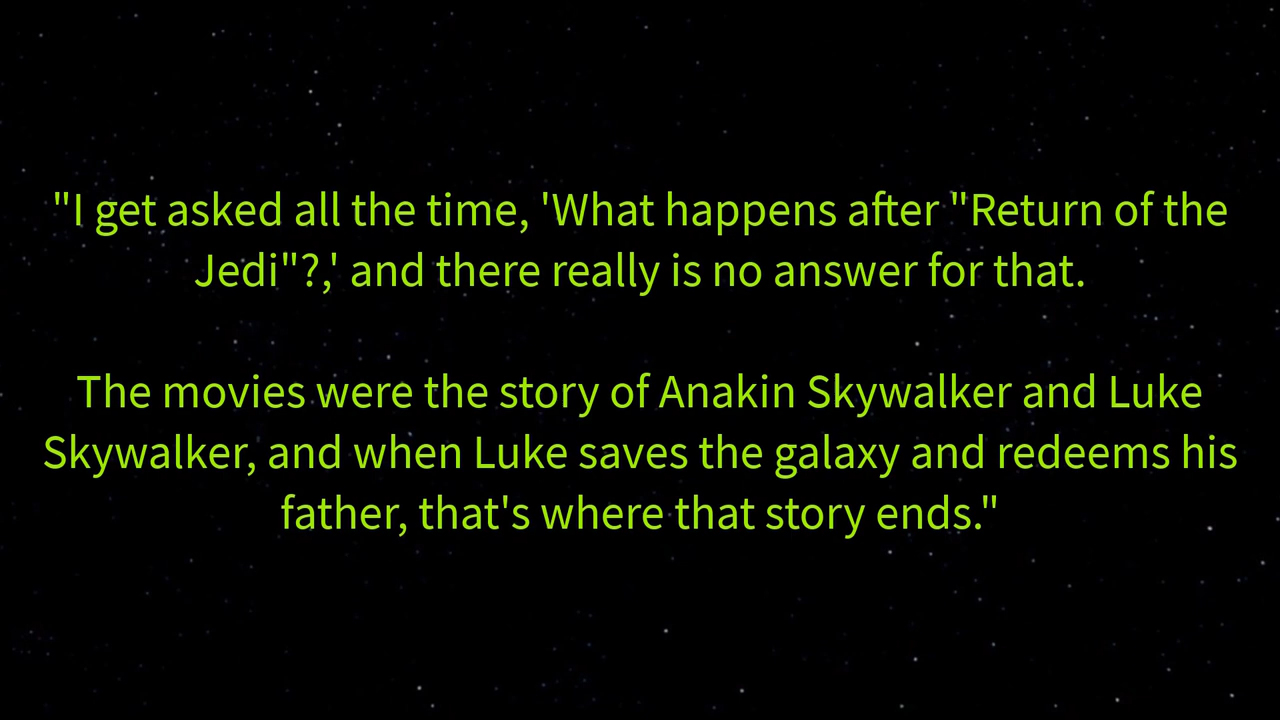 "I get asked all the time, 'What happens after "Return of the
Jedi"?,' and there really is no answer for that.
The movies were the story of Anakin Skywalker and Luke
Skywalker, and when Luke saves the galaxy and redeems his
father, that's where that story ends."